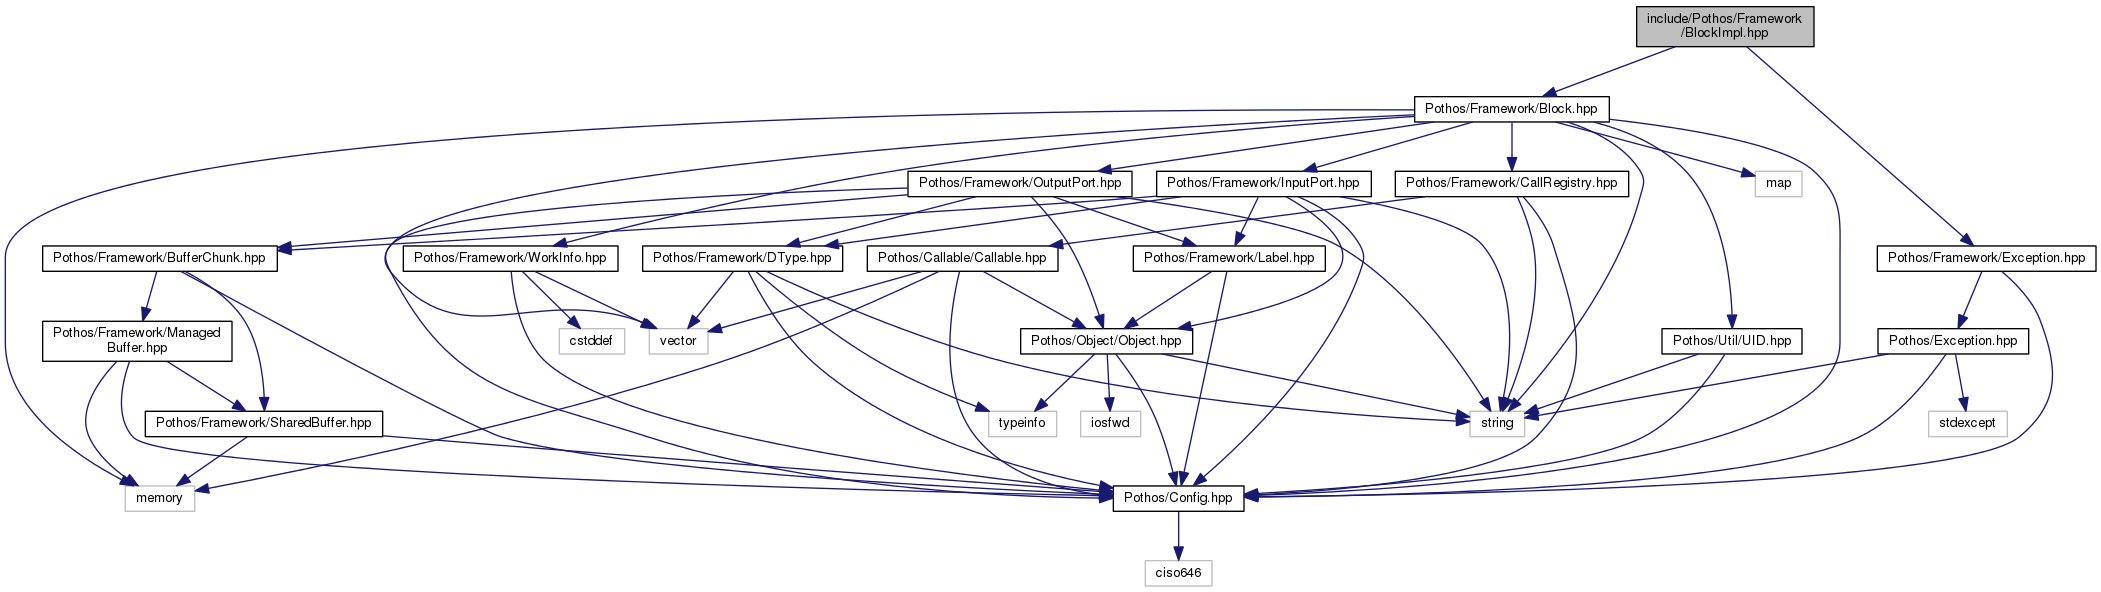 include/Pothos/Framework
/BlockImpl.hpp
Pothos/Framework/Block.hpp
Pothos/Framework/OutputPort.hpp
Pothos/Framework/InputPort.hpp
Pothos/Framework/CallRegistry.hpp
map
Pothos/Framework/BufferChunk.hpp
Pothos/Framework/WorkInfo.hpp
Pothos/Framework/DType.hpp
Pothos/Callable/Callable.hpp
Pothos/Framework/Label.hpp
Pothos/Framework/Exception.hpp
Pothos/Framework/Managed
Buffer.hpp
cstddef
vector
Pothos/Object/Object.hpp
Pothos/Util/UID.hpp
Pothos/Exception.hpp
Pothos/Framework/SharedBuffer.hpp
typeinfo
iosfwd
string
stdexcept
memory
Pothos/Config.hpp
ciso646